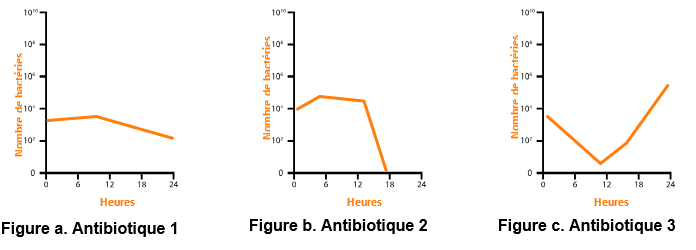 Nombre de bactéries
10¹⁰
10⁸
10⁶
10⁴
10²
0
0 6 12 18 24
Heures
Figure a. Antibiotique 1
Nombre de bactéries
10¹⁰
10⁸
10⁶
10⁴
10²
0
0 6 12 18 24
Heures
Figure b. Antibiotique 2
Nombre de bactéries
10¹⁰
10⁸
10⁶
10⁴
10²
0
0 6 12 18 24
Heures
Figure c. Antibiotique 3